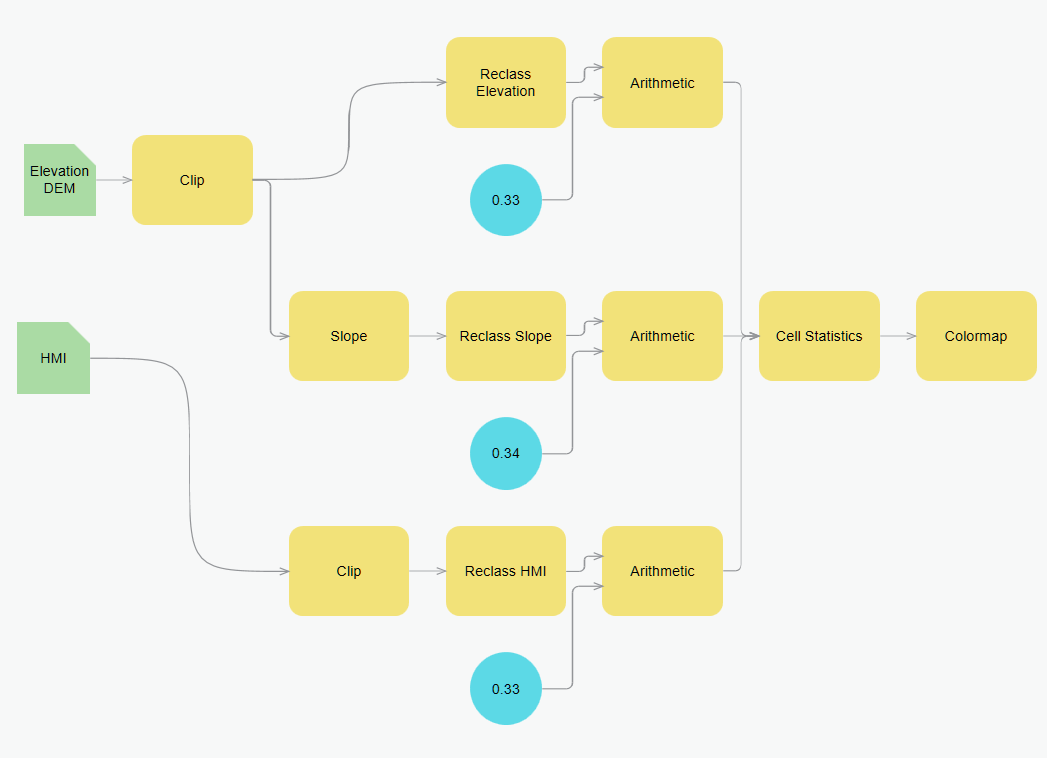 Reclass
Elevation
Arithmetic
Elevation
DEM
Clip
0.33
HMI
Slope
Reclass Slope
Arithmetic
Cell Statistics
Colormap
0.34
Clip
Reclass HMI
Arithmetic
0.33